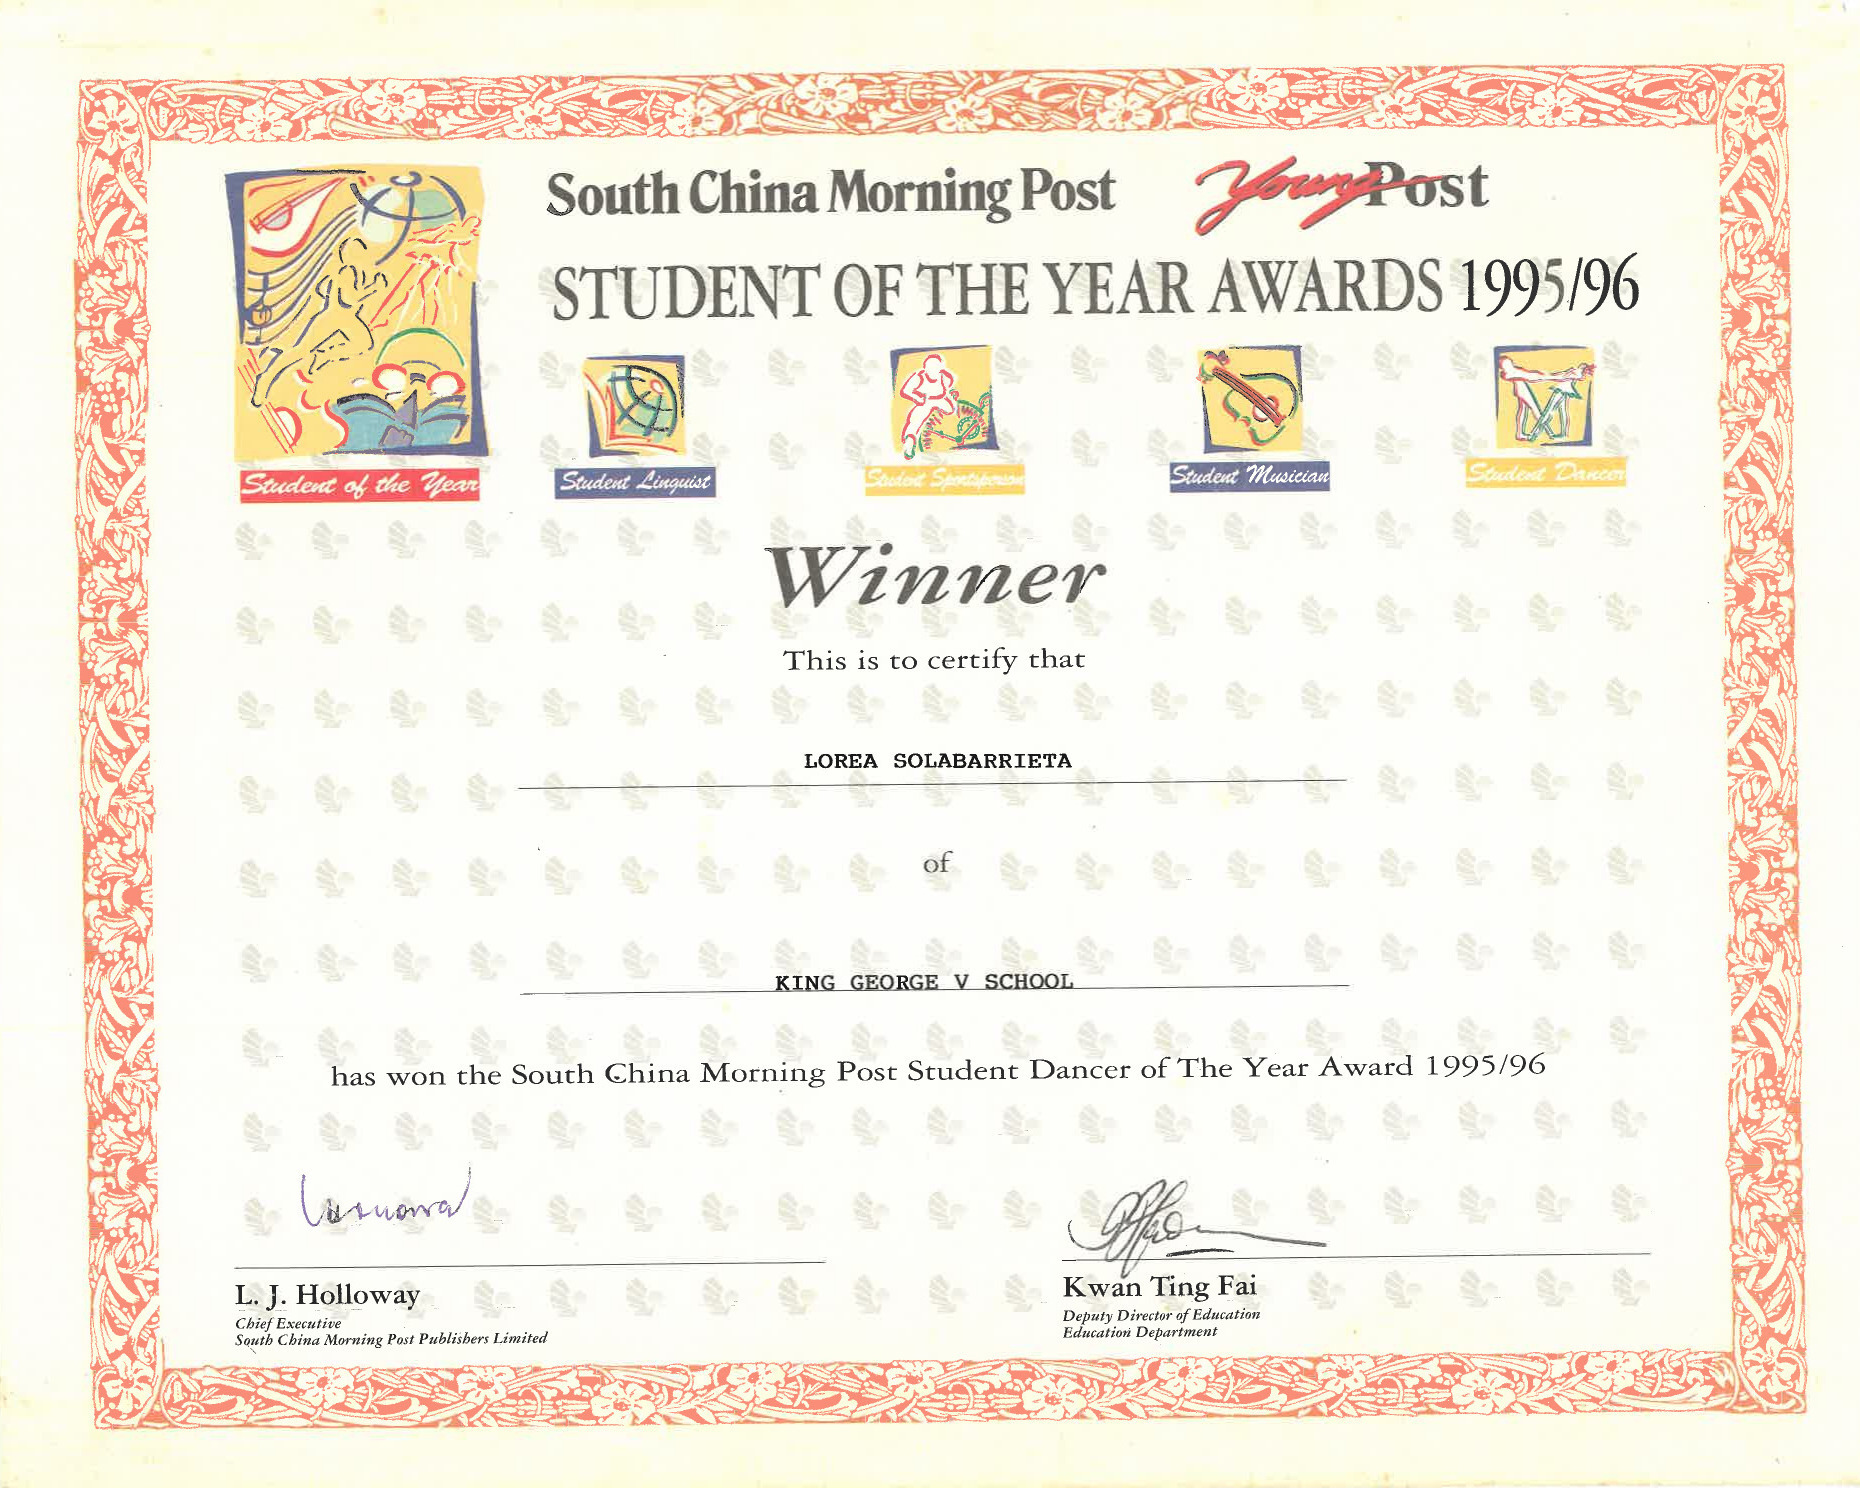 South China Morning Post Young Post
STUDENT OF THE YEAR AWARDS 1995/96
Student of the Year Student Linguist Student Sportsperson Student Musician Student Dancer
Winner
This is to certify that
LOREA SOLABARRIETA
of
KING GEORGE V SCHOOL
has won the South China Morning Post Student Dancer of The Year Award 1995/96
L. J. Holloway
Chief Executive
South China Morning Post Publishers Limited
Kwan Ting Fai
Deputy Director of Education
Education Department